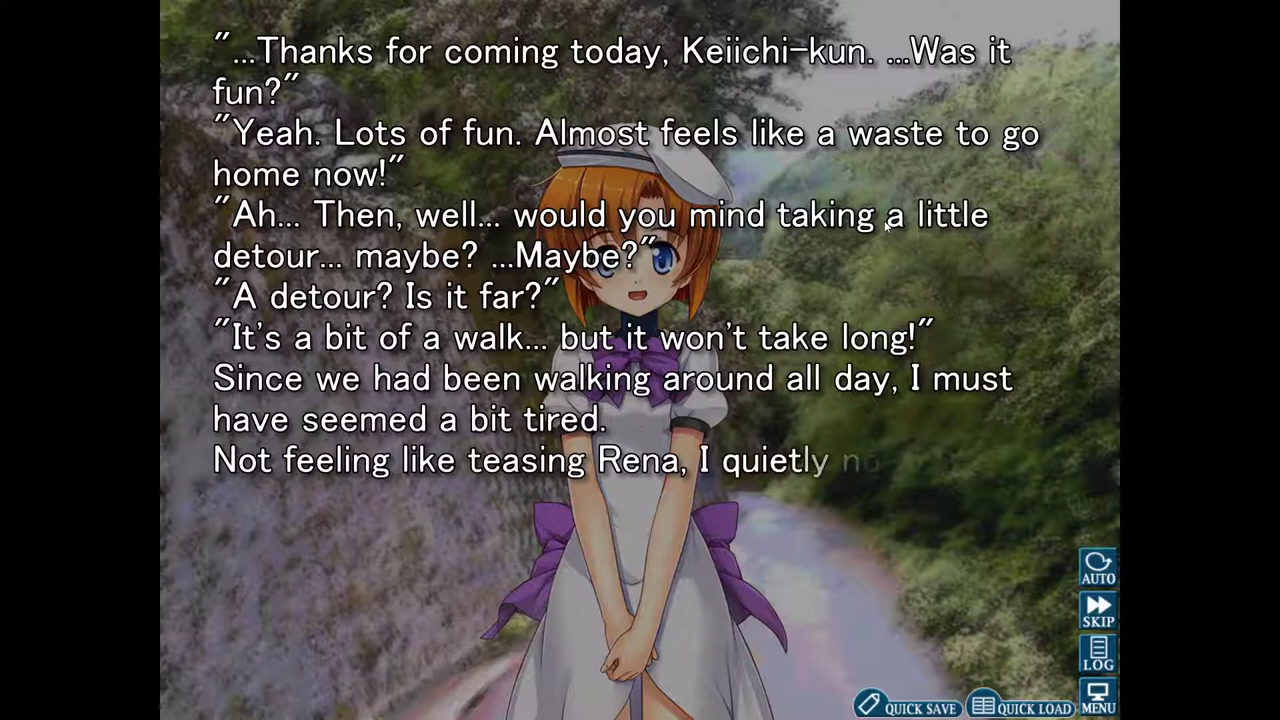 "...Thanks for coming today, Keiichi-kun. ...Was it
fun?"
"Yeah. Lots of fun. Almost feels like a waste to go
home now!"
"Ah... Then, well... would you mind taking a little
detour... maybe? ...Maybe?"
"A detour? Is it far?"
"It's a bit of a walk... but it won't take long!"
Since we had been walking around all day, I must
have seemed a bit tired.
Not feeling like teasing Rena, I quietly
AUTO
SKIP
LOG
MENU
QUICK SAVE
QUICK LOAD